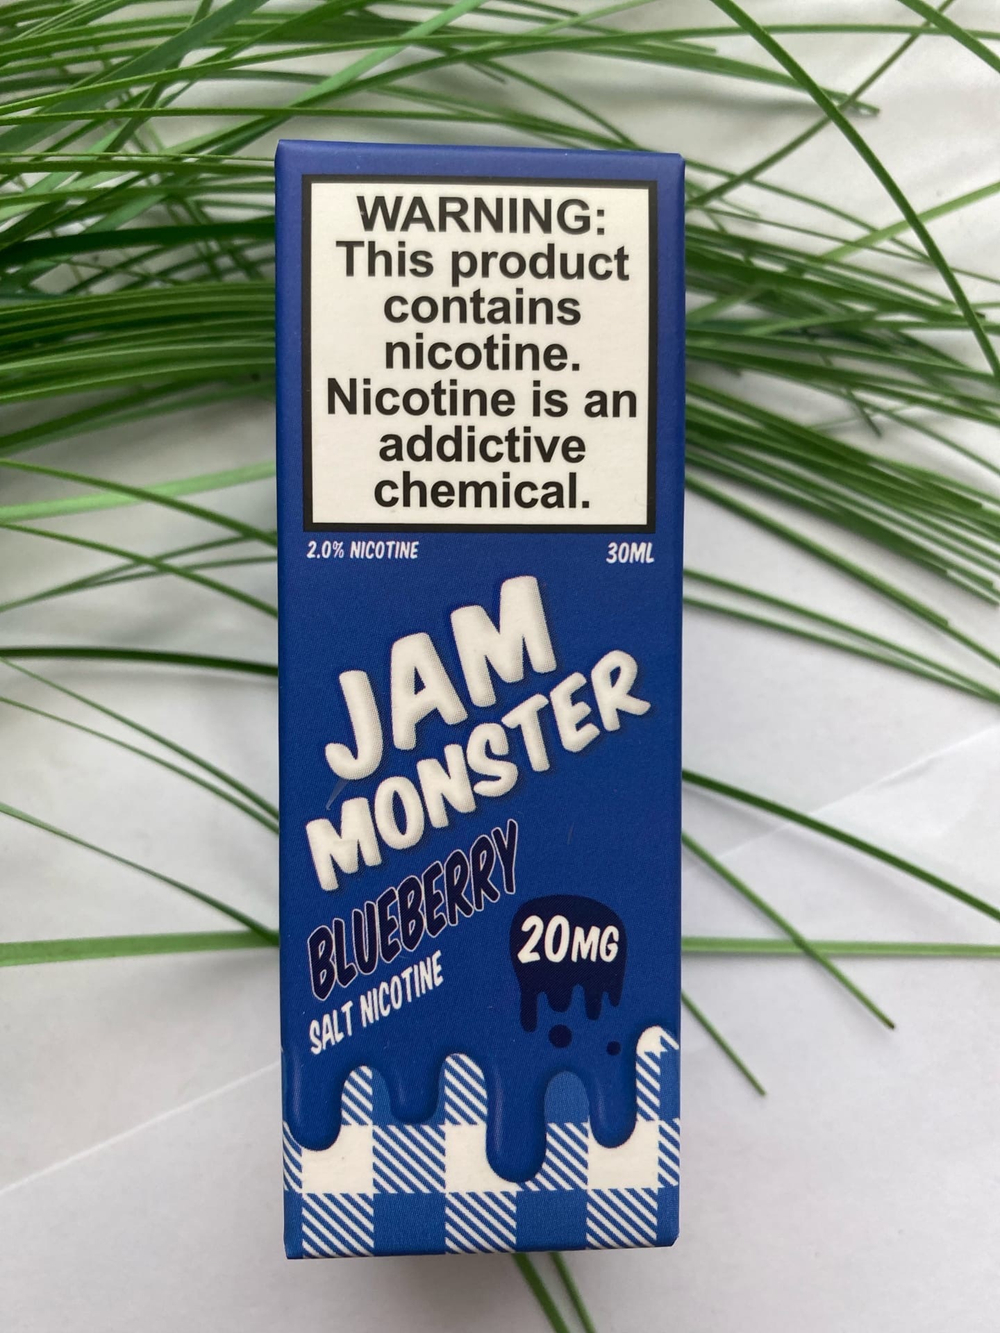 WARNING:
This product
contains
nicotine.
Nicotine is an
addictive
chemical.
2.0% NICOTINE 30ML
JAM
MONSTER
BLUEBERRY
SALT NICOTINE
20MG